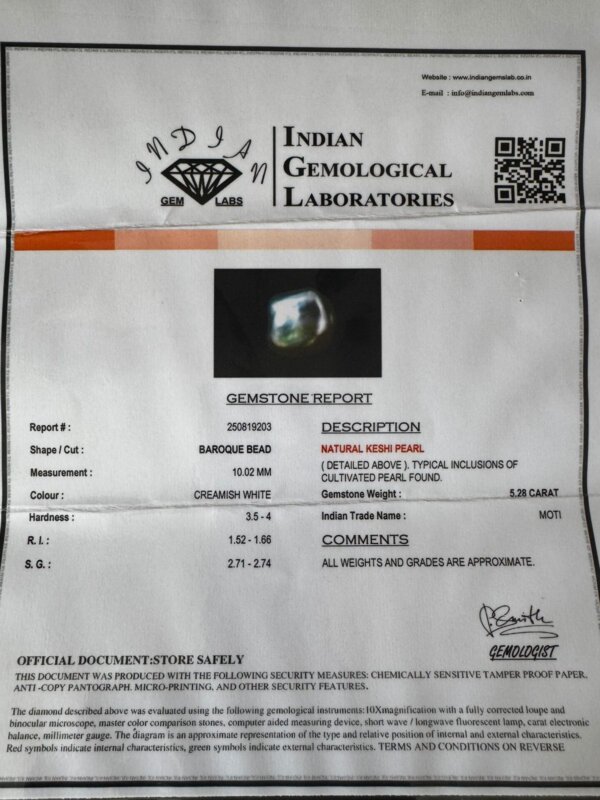 Website : www.indiangemslab.co.in
E-mail : info@indiangemlabs.com
INDIAN
GEM LABS
INDIAN
GEMOLOGICAL
LABORATORIES
GEMSTONE REPORT
Report # : 250819203
Shape / Cut : BAROQUE BEAD
Measurement : 10.02 MM
Colour : CREAMISH WHITE
Hardness : 3.5 - 4
R. I. : 1.52 - 1.66
S. G. : 2.71 - 2.74
DESCRIPTION
NATURAL KESHI PEARL
( DETAILED ABOVE ). TYPICAL INCLUSIONS OF
CULTIVATED PEARL FOUND.
Gemstone Weight : 5.28 CARAT
Indian Trade Name : MOTI
COMMENTS
ALL WEIGHTS AND GRADES ARE APPROXIMATE.
GEMOLOGIST
OFFICIAL DOCUMENT:STORE SAFELY
THIS DOCUMENT WAS PRODUCED WITH THE FOLLOWING SECURITY MEASURES: CHEMICALLY SENSITIVE TAMPER PROOF PAPER,
ANTI -COPY PANTOGRAPH. MICRO-PRINTING, AND OTHER SECURITY FEATURES.
The diamond described above was evaluated using the following gemological instruments:10Xmagnification with a fully corrected loupe and
binocular microscope, master color comparison stones, computer aided measuring device, short wave / longwave fluorescent lamp, carat electronic
balance, millimeter gauge. The diagram is an approximate representation of the type and relative position of internal and external characteristics.
Red symbols indicate internal characteristics, green symbols indicate external characteristics. TERMS AND CONDITIONS ON REVERSE